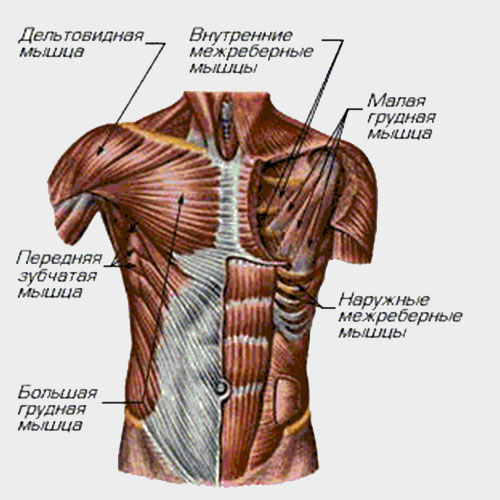 Дельтовидная
мышца
Внутренние
межреберные
мышцы
Малая
грудная
мышца
Передняя
зубчатая
мышца
Наружные
межреберные
мышцы
Большая
грудная
мышца